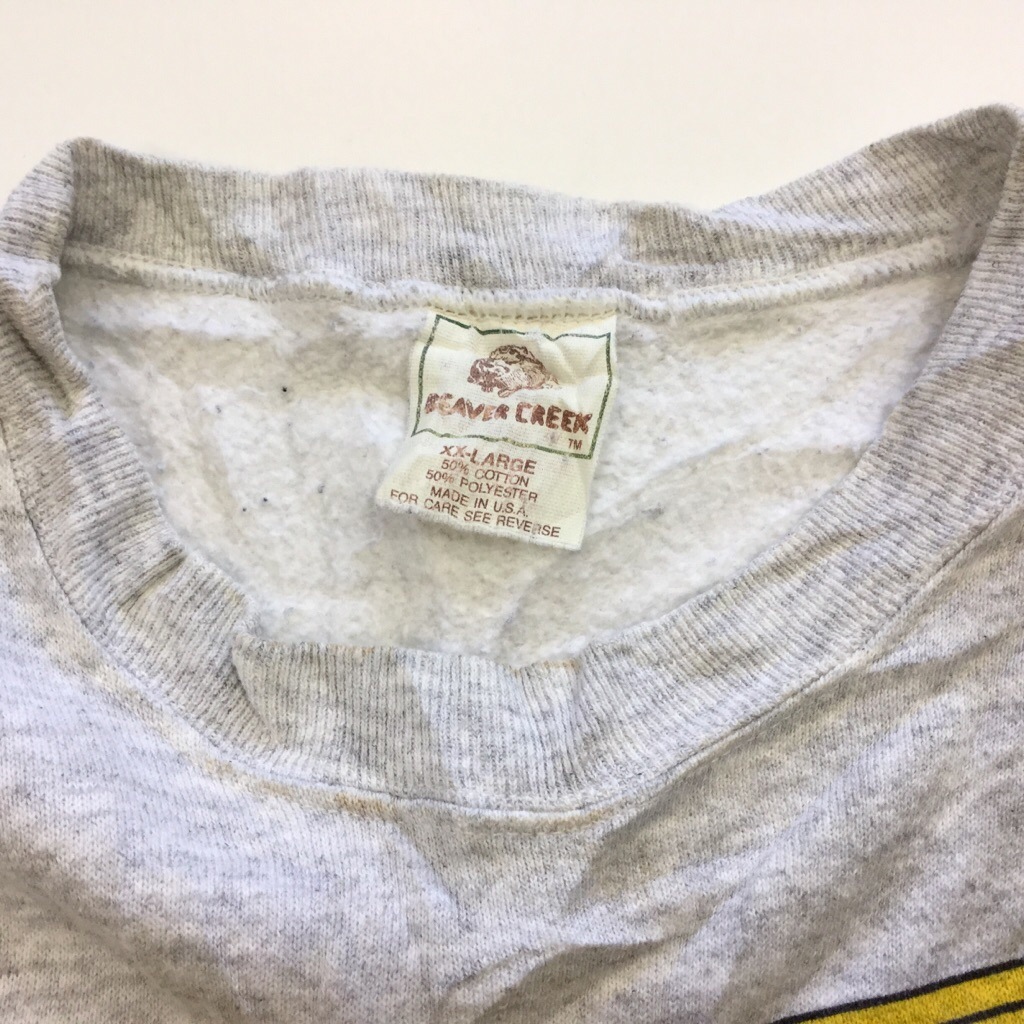 BEAVER CREEK
TM
XX-LARGE
50% COTTON
50% POLYESTER
MADE IN U.S.A.
FOR CARE SEE REVERSE